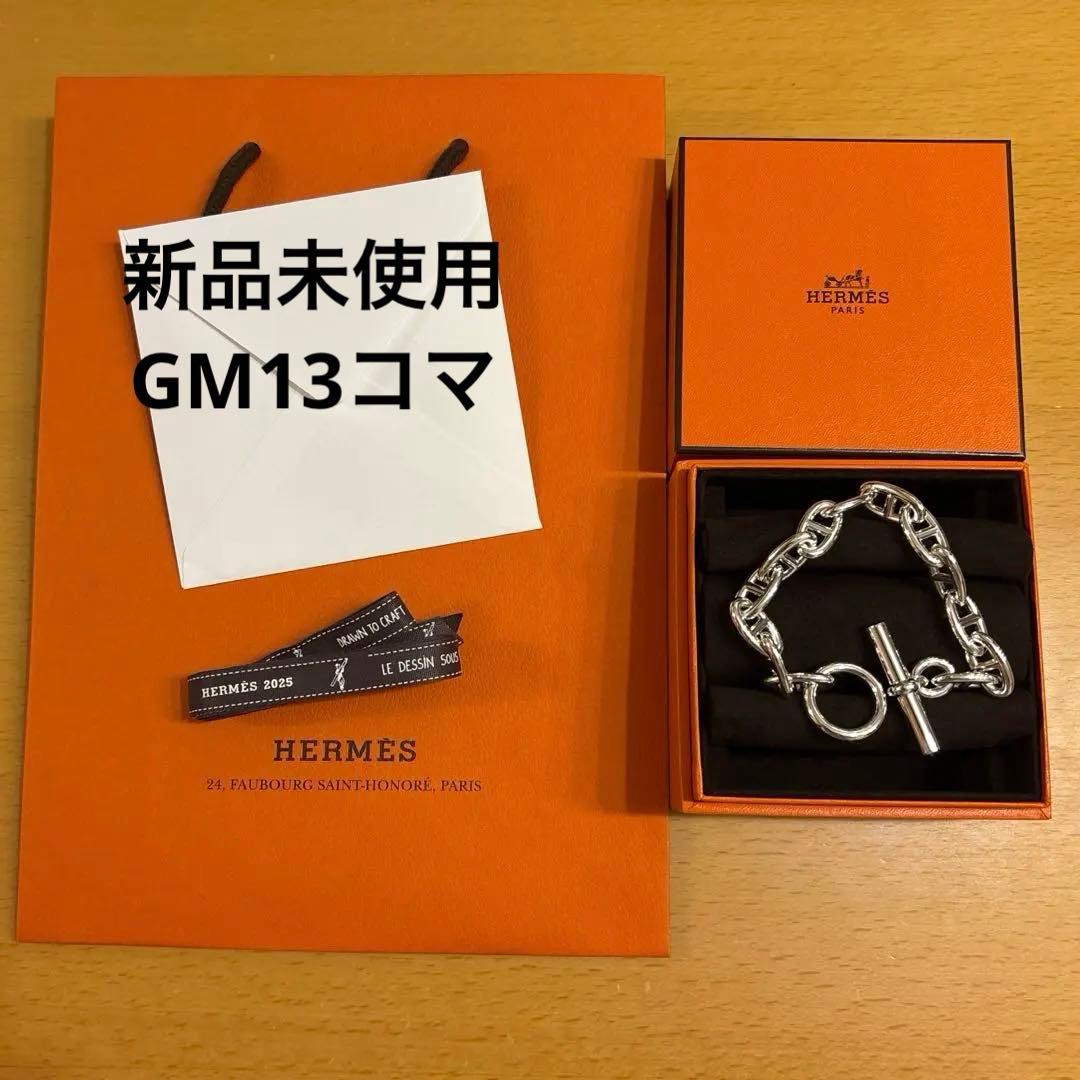 新品未使用
GM13コマ
HERMÈS
PARIS
DRAWN TO CRAFT
HERMÈS 2025
LE DESSIN SOUS
HERMÈS
24, FAUBOURG SAINT-HONORÉ, PARIS